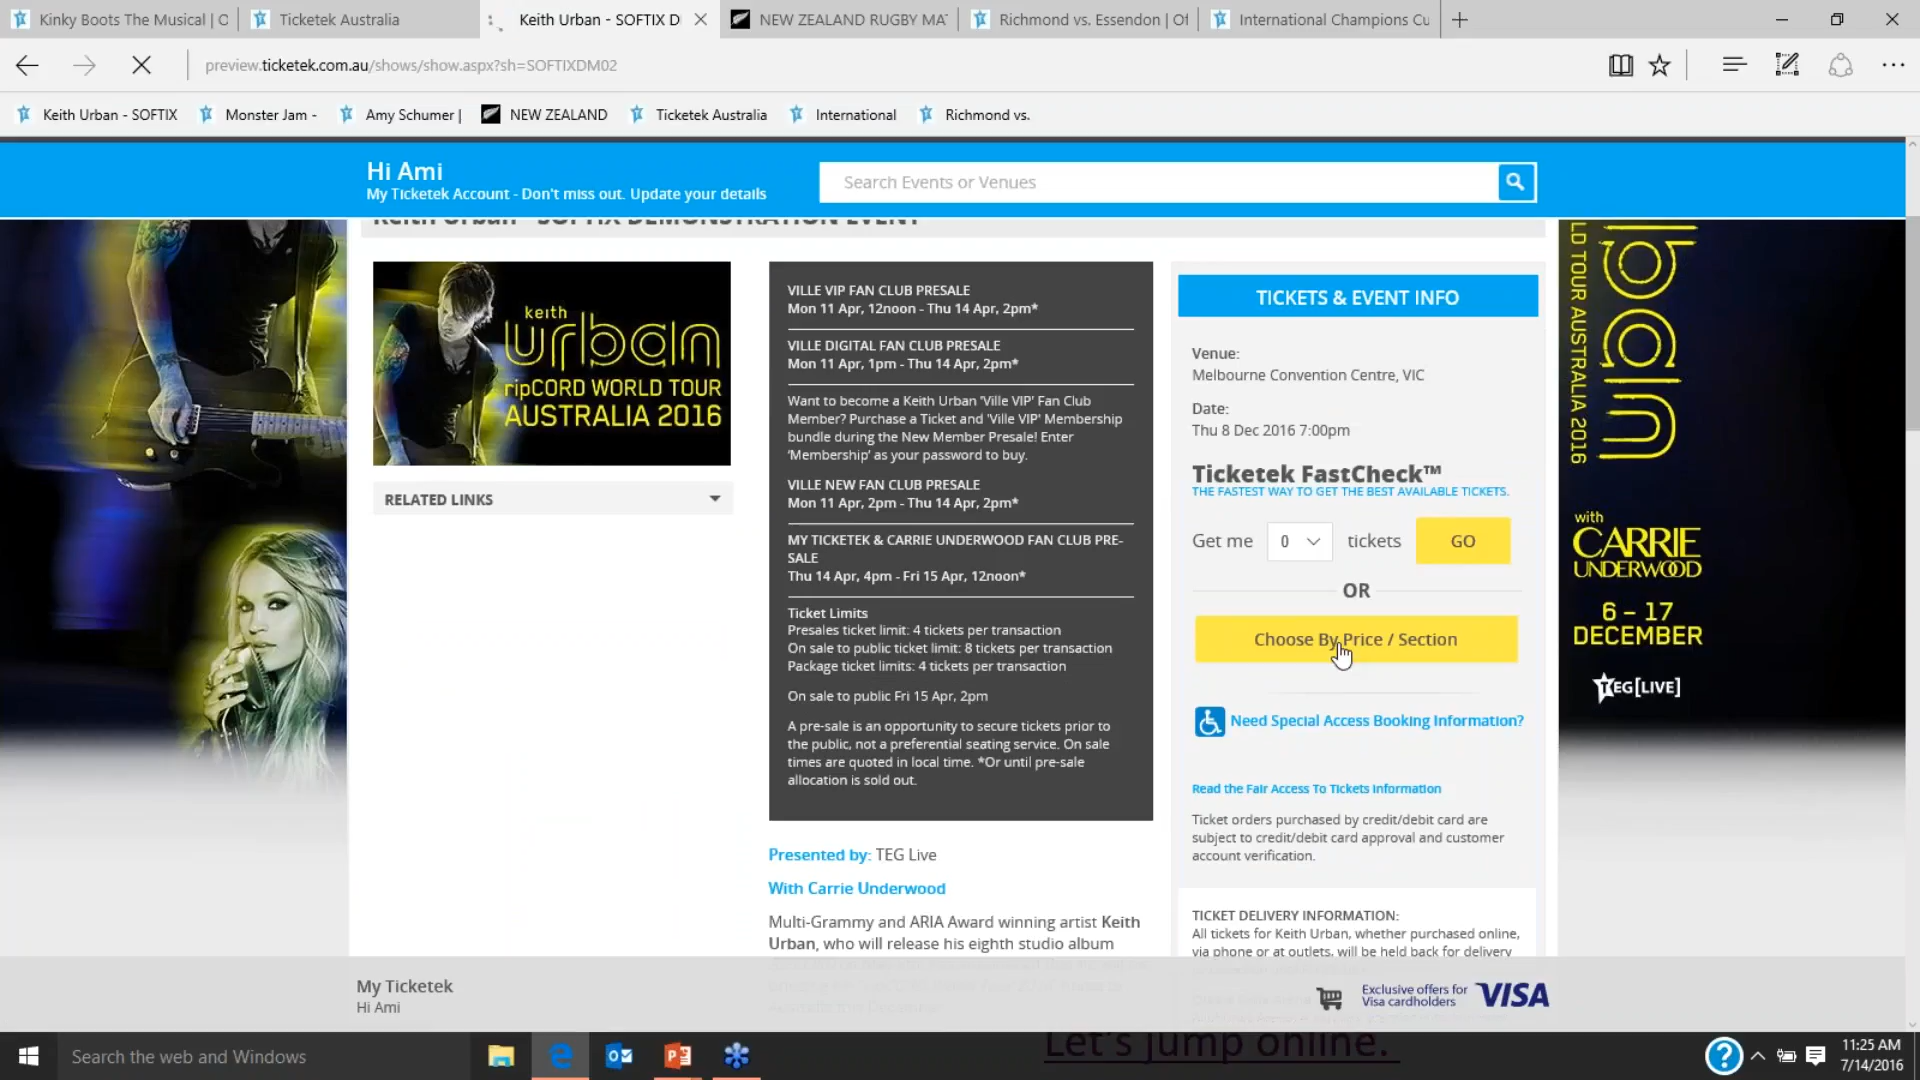 Kinky Boots The Musical | O
Ticketek Australia
Keith Urban - SOFTIX D
NEW ZEALAND RUGBY MA
Richmond vs. Essendon | Of
International Champions Cu
preview.ticketek.com.au/shows/show.aspx?sh=SOFTIXDM02
Keith Urban - SOFTIX
Monster Jam -
Amy Schumer |
NEW ZEALAND
Ticketek Australia
International
Richmond vs.
Hi Ami
My Ticketek Account - Don't miss out. Update your details
Search Events or Venues
Keith Urban - SOFTIX DEMONSTRATION EVENT
keith
urban
ripCORD WORLD TOUR
AUSTRALIA 2016
RELATED LINKS
VILLE VIP FAN CLUB PRESALE
Mon 11 Apr, 12noon - Thu 14 Apr, 2pm*
VILLE DIGITAL FAN CLUB PRESALE
Mon 11 Apr, 1pm - Thu 14 Apr, 2pm*
Want to become a Keith Urban 'Ville VIP' Fan Club
Member? Purchase a Ticket and 'Ville VIP' Membership
bundle during the New Member Presale! Enter
'Membership' as your password to buy.
VILLE NEW FAN CLUB PRESALE
Mon 11 Apr, 2pm - Thu 14 Apr, 2pm*
MY TICKETEK & CARRIE UNDERWOOD FAN CLUB PRE-
SALE
Thu 14 Apr, 4pm - Fri 15 Apr, 12noon*
Ticket Limits
Presales ticket limit: 4 tickets per transaction
On sale to public ticket limit: 8 tickets per transaction
Package ticket limits: 4 tickets per transaction
On sale to public Fri 15 Apr, 2pm
A pre-sale is an opportunity to secure tickets prior to
the public, not a preferential seating service. On sale
times are quoted in local time. *Or until pre-sale
allocation is sold out.
Presented by: TEG Live
With Carrie Underwood
Multi-Grammy and ARIA Award winning artist Keith
Urban, who will release his eighth studio album
TICKETS & EVENT INFO
Venue:
Melbourne Convention Centre, VIC
Date:
Thu 8 Dec 2016 7:00pm
Ticketek FastCheck™
THE FASTEST WAY TO GET THE BEST AVAILABLE TICKETS.
Get me 0 tickets GO
OR
Choose By Price / Section
Need Special Access Booking Information?
Read the Fair Access To Tickets Information
Ticket orders purchased by credit/debit card are
subject to credit/debit card approval and customer
account verification.
TICKET DELIVERY INFORMATION:
All tickets for Keith Urban, whether purchased online,
via phone or at outlets, will be held back for delivery
LD TOUR AUSTRALIA 2016
with
CARRIE
UNDERWOOD
6 – 17
DECEMBER
TEG[LIVE]
My Ticketek
Hi Ami
Exclusive offers for
Visa cardholders
VISA
Let's jump online.
Search the web and Windows
11:25 AM
7/14/2016